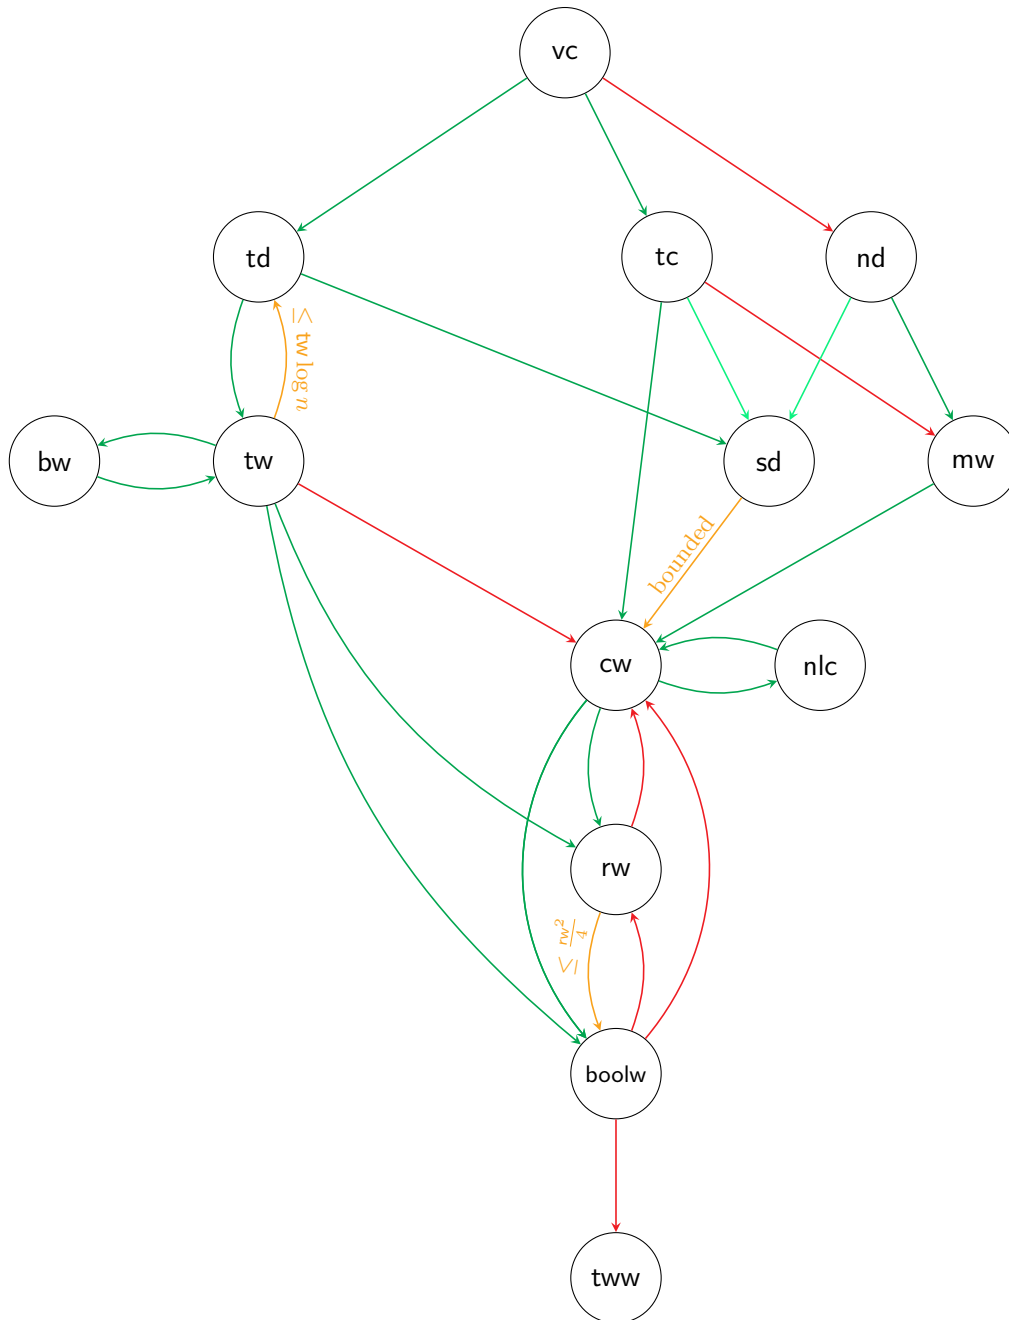 vc
td
tc
nd
≤ tw log n
bw
tw
sd
mw
bounded
cw
nlc
rw
≤ rw²/4
boolw
tww